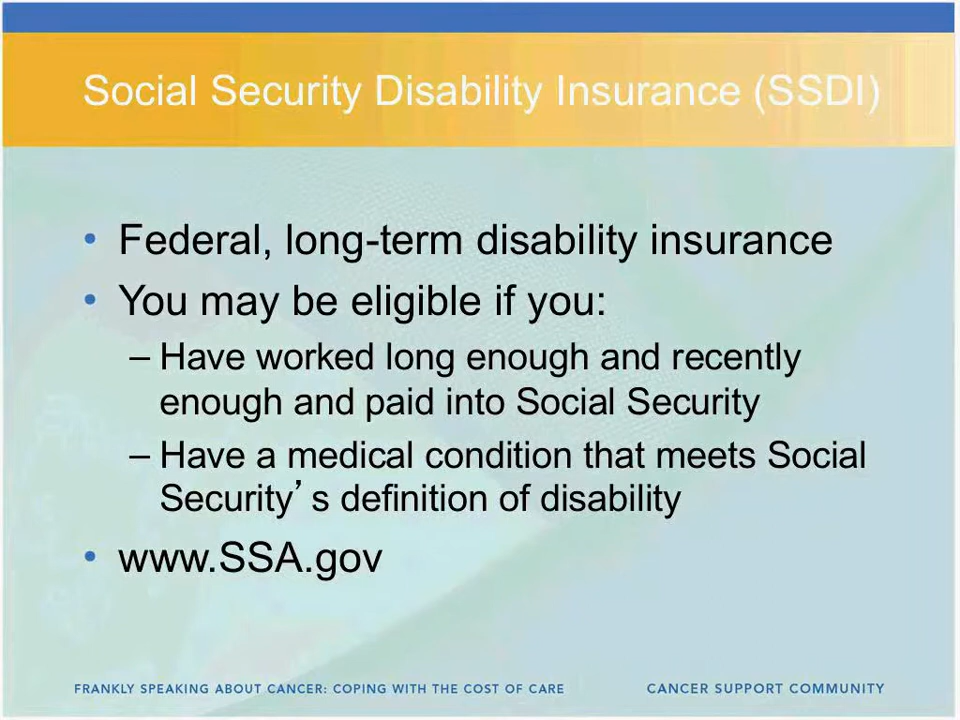 Social Security Disability Insurance (SSDI)
• Federal, long-term disability insurance
• You may be eligible if you:
– Have worked long enough and recently
enough and paid into Social Security
– Have a medical condition that meets Social
Security’s definition of disability
• www.SSA.gov
FRANKLY SPEAKING ABOUT CANCER: COPING WITH THE COST OF CARE
CANCER SUPPORT COMMUNITY